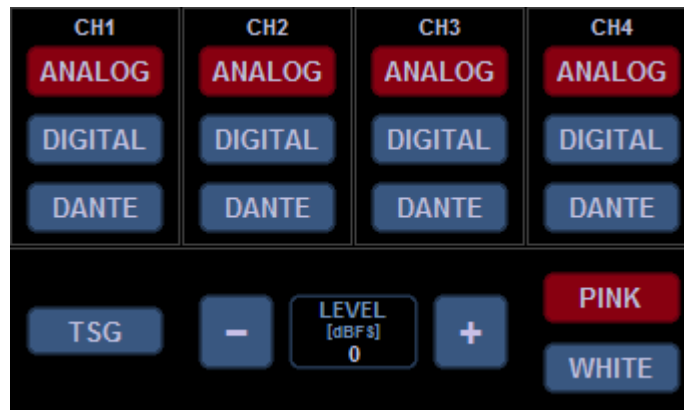 CH1 CH2 CH3 CH4
ANALOG ANALOG ANALOG ANALOG
DIGITAL DIGITAL DIGITAL DIGITAL
DANTE DANTE DANTE DANTE
PINK
TSG − LEVEL +
[dBFS]
0
WHITE